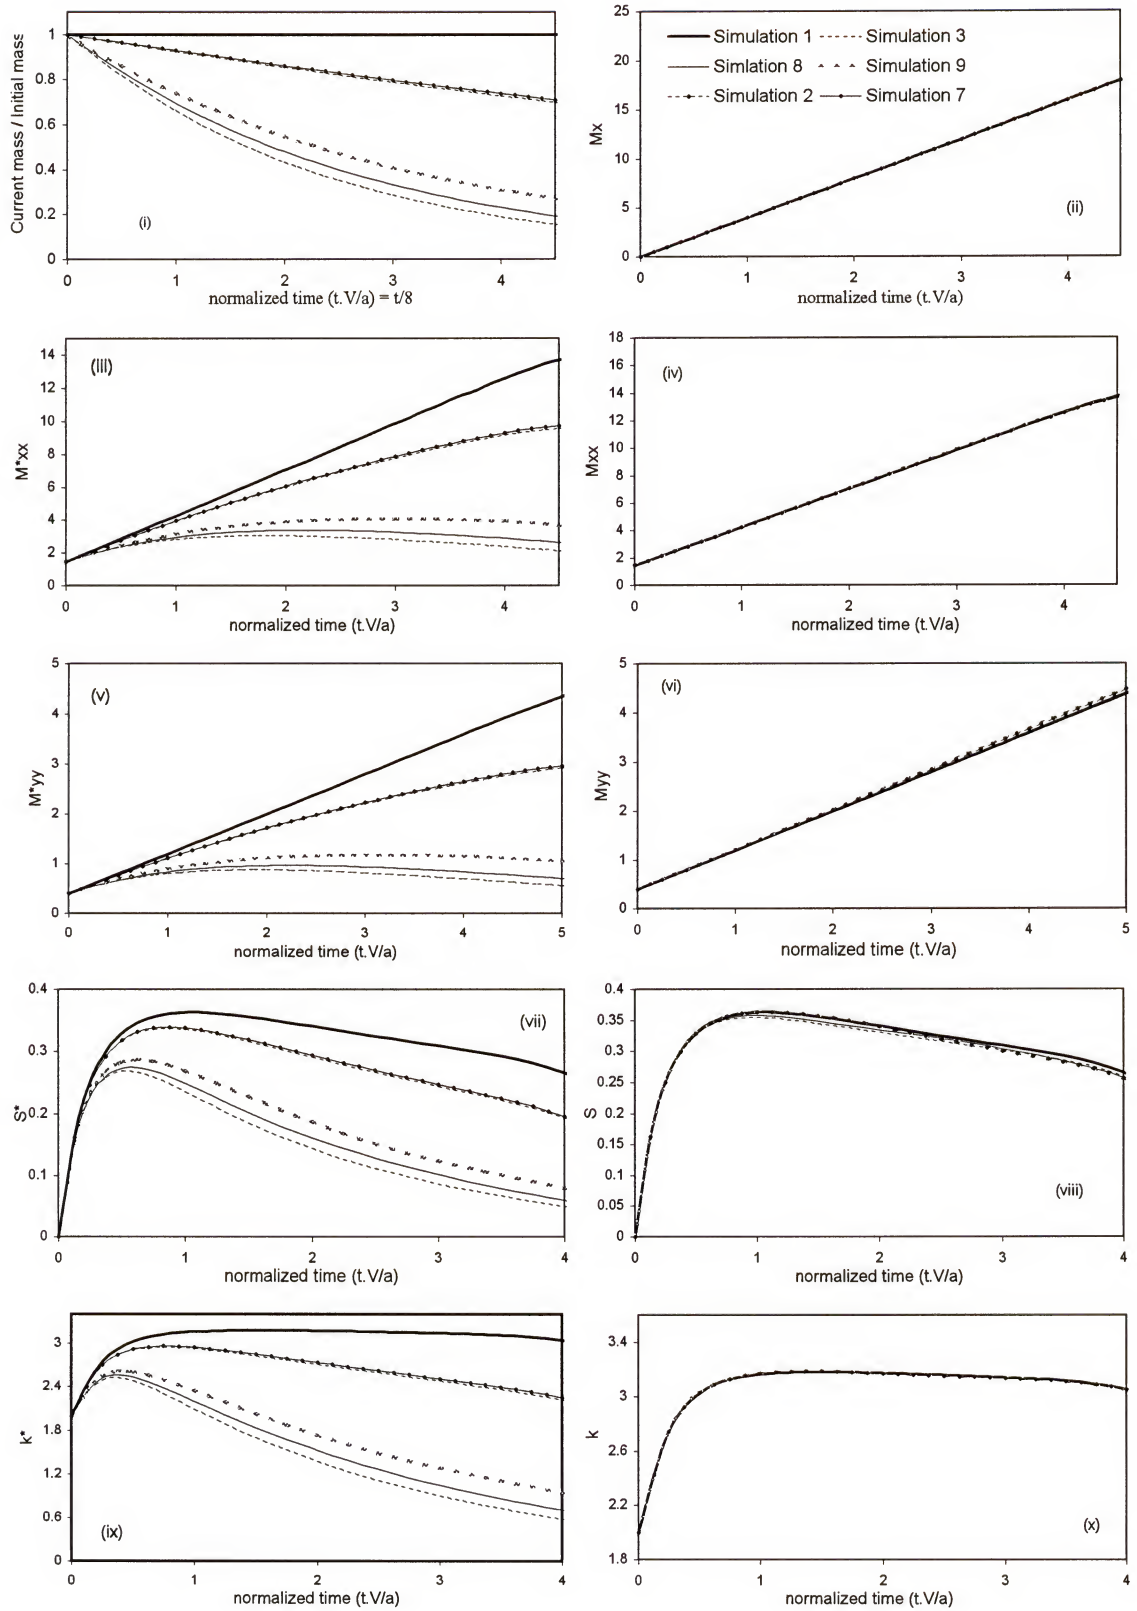 Current mass / Initial mass
1
0.8
0.6
0.4
0.2
0
(i)
0 1 2 3 4
normalized time (t.V/a) = t/8
Mx
25
20
15
10
5
0
Simulation 1 Simulation 3
Simlation 8 Simulation 9
Simulation 2 Simulation 7
(ii)
0 1 2 3 4
normalized time (t.V/a)
M*xx
14
12
10
8
6
4
2
0
(iii)
0 1 2 3 4
normalized time (t.V/a)
Mxx
18
16
14
12
10
8
6
4
2
0
(iv)
0 1 2 3 4
normalized time (t.V/a)
M*yy
5
4
3
2
1
0
(v)
0 1 2 3 4 5
normalized time (t.V/a)
Myy
5
4
3
2
1
0
(vi)
0 1 2 3 4 5
normalized time (t.V/a)
S*
0.4
0.3
0.2
0.1
0
(vii)
0 1 2 3 4
normalized time (t.V/a)
S
0.4
0.35
0.3
0.25
0.2
0.15
0.1
0.05
0
(viii)
0 1 2 3 4
normalized time (t.V/a)
k*
3
2.4
1.8
1.2
0.6
0
(ix)
0 1 2 3 4
normalized time (t.V/a)
k
3.4
3
2.6
2.2
1.8
(x)
0 1 2 3 4
normalized time (t.V/a)